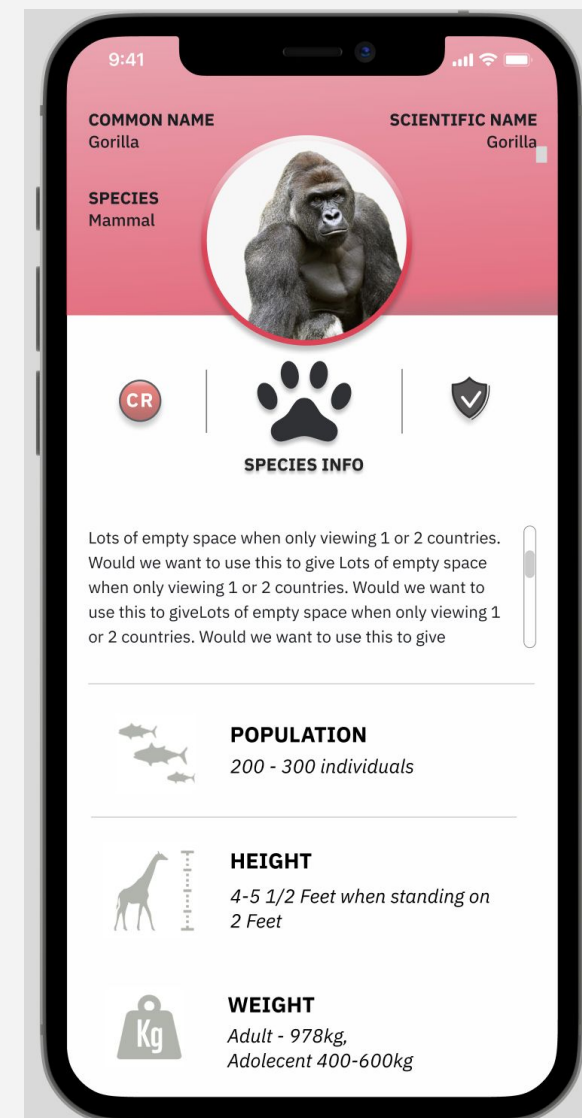 9:41
COMMON NAME
Gorilla
SCIENTIFIC NAME
Gorilla
SPECIES
Mammal
CR
SPECIES INFO
Lots of empty space when only viewing 1 or 2 countries.
Would we want to use this to give Lots of empty space
when only viewing 1 or 2 countries. Would we want to
use this to giveLots of empty space when only viewing 1
or 2 countries. Would we want to use this to give
POPULATION
200 - 300 individuals
HEIGHT
4-5 1/2 Feet when standing on
2 Feet
Kg
WEIGHT
Adult - 978kg,
Adolecent 400-600kg